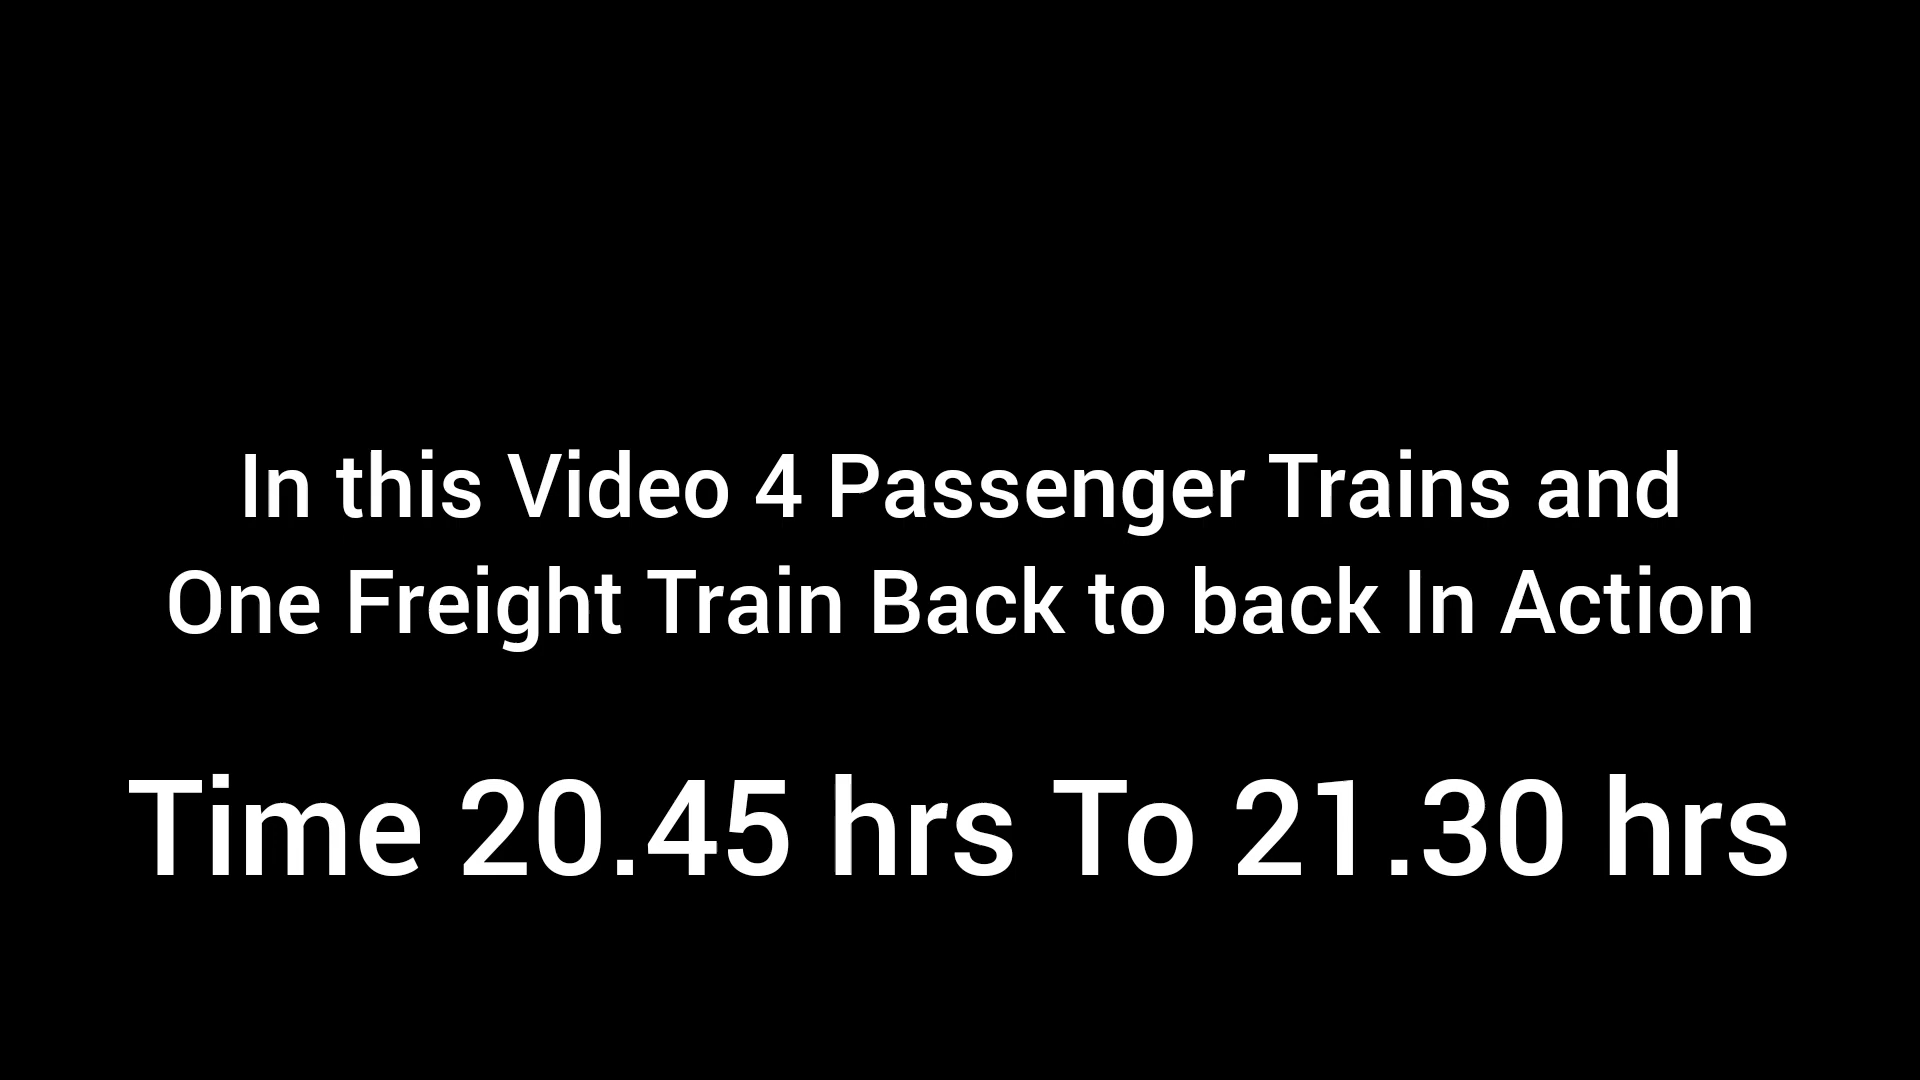 In this Video 4 Passenger Trains and
One Freight Train Back to back In Action
Time 20.45 hrs To 21.30 hrs